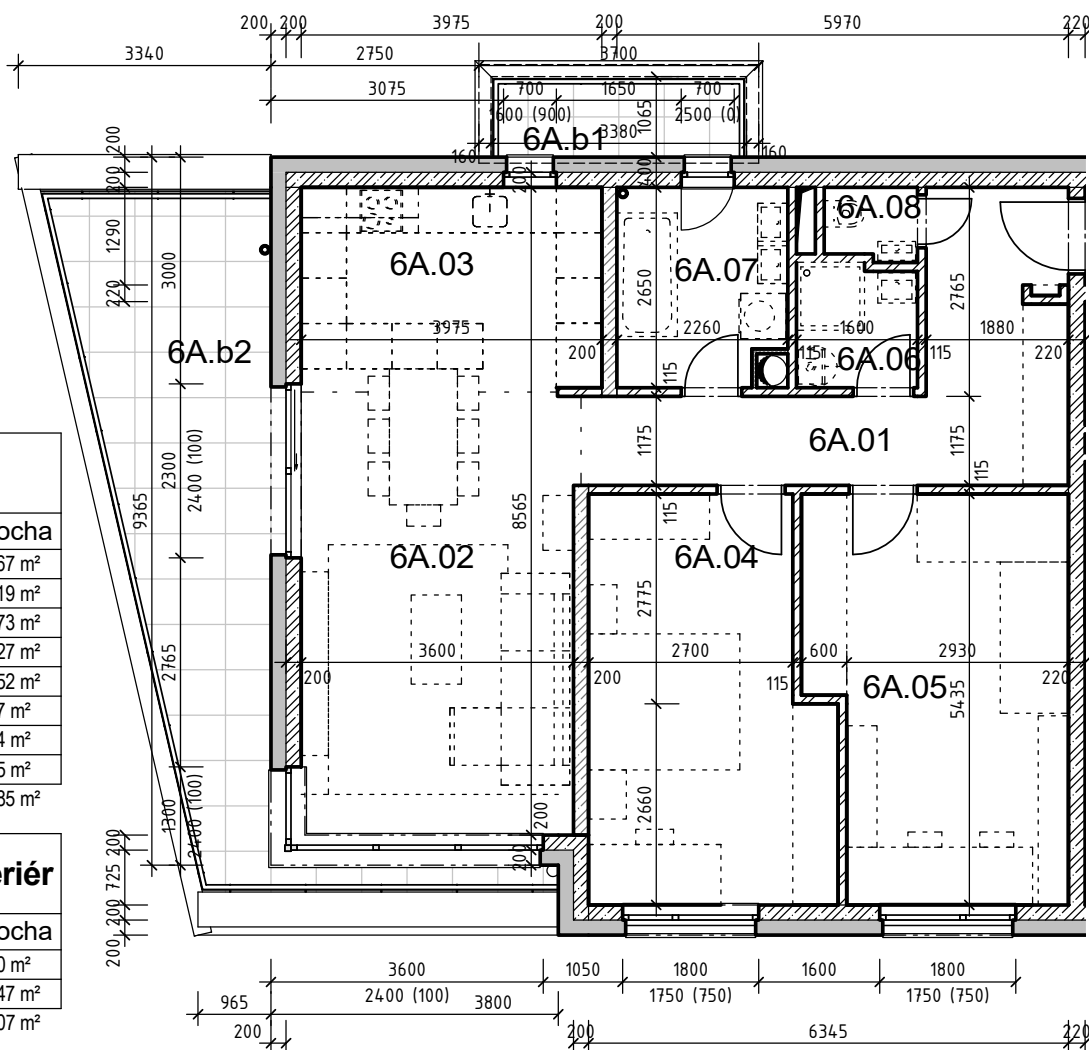 200 200 3975 200 5970 220
3340 2750 3700
3075 700 1650 700
1600 (900) 2500 (0)
1065
3380
6A.b1
160 160
200 200 400
200
6A.08
6A.03 6A.07
1290 3000 2650 2765
220
3975 2260 1600 1880
6A.b2 200 115 6A.06 115 220
115
6A.01
1175 1175
115
2300
2400 (100)
9365 8565
115
ocha
67 m²
19 m²
73 m²
27 m²
52 m²
7 m²
4 m²
5 m²
35 m²
6A.02 6A.04
2775
2765 3600 2700 600 2930
200 200 115 220
6A.05
5435
1300
2400 (100)
2660
200
200
200
725
200
200
eriér
ocha
0 m²
47 m²
07 m²
3600 1050 1800 1600 1800
2400 (100) 1750 (750) 1750 (750)
965 3800
200 200 6345 220